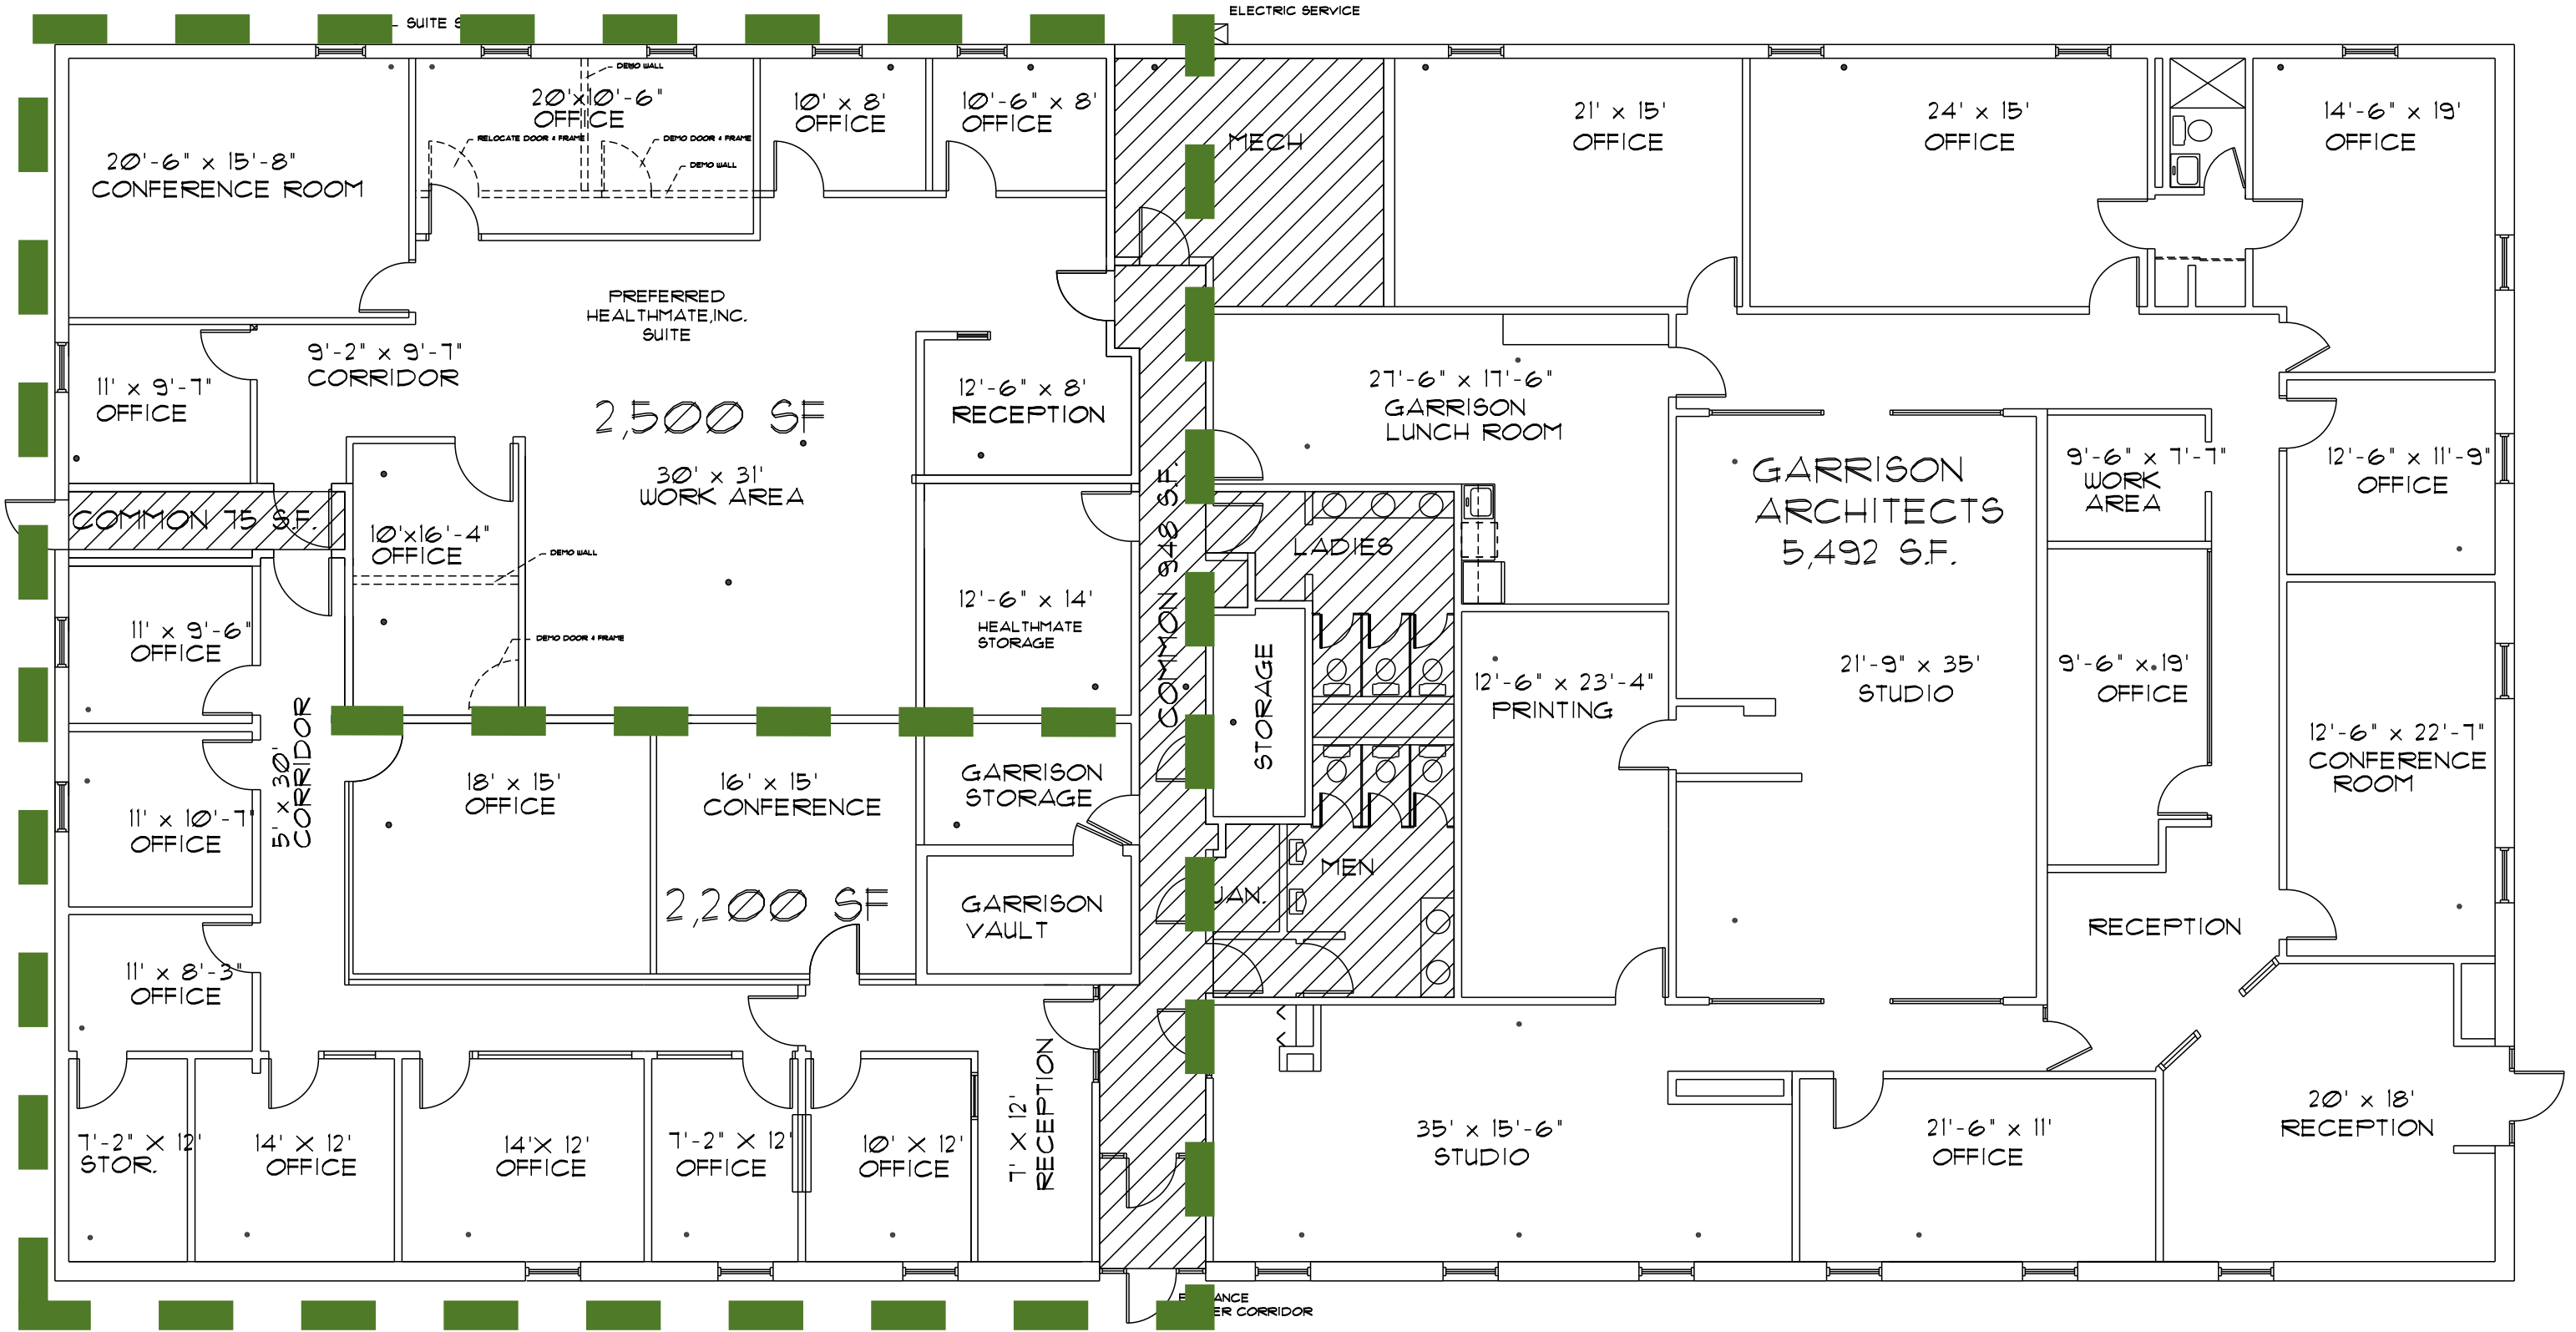 SUITE S
ELECTRIC SERVICE
DEMO WALL
20'x10'-6"
OFFICE
RELOCATE DOOR & FRAME
DEMO DOOR & FRAME
DEMO WALL
10' x 8'
OFFICE
10'-6" x 8'
OFFICE
MECH
21' x 15'
OFFICE
24' x 15'
OFFICE
14'-6" x 19'
OFFICE
20'-6" x 15'-8"
CONFERENCE ROOM
PREFERRED
HEALTHMATE,INC.
SUITE
9'-2" x 9'-7"
CORRIDOR
11' x 9'-7"
OFFICE
2,500 SF
30' x 31'
WORK AREA
12'-6" x 8'
RECEPTION
27'-6" x 17'-6"
GARRISON
LUNCH ROOM
GARRISON
ARCHITECTS
5,492 S.F.
9'-6" x 7'-7"
WORK
AREA
12'-6" x 11'-9"
OFFICE
COMMON 75 S.F.
10'x16'-4"
OFFICE
DEMO WALL
DEMO DOOR & FRAME
COMMON 948 S.F.
LADIES
12'-6" x 14'
HEALTHMATE
STORAGE
11' x 9'-6"
OFFICE
STORAGE
12'-6" x 23'-4"
PRINTING
21'-9" x 35'
STUDIO
9'-6" x 19'
OFFICE
12'-6" x 22'-7"
CONFERENCE
ROOM
5' x 30'
CORRIDOR
11' x 10'-7"
OFFICE
18' x 15'
OFFICE
16' x 15'
CONFERENCE
GARRISON
STORAGE
2,200 SF
GARRISON
VAULT
JAN.
MEN
RECEPTION
11' x 8'-3"
OFFICE
7'-2" X 12'
STOR.
14' X 12'
OFFICE
14'X 12'
OFFICE
7'-2" X 12'
OFFICE
10' X 12'
OFFICE
7' X 12'
RECEPTION
35' x 15'-6"
STUDIO
21'-6" x 11'
OFFICE
20' x 18'
RECEPTION
ANCE
ER CORRIDOR